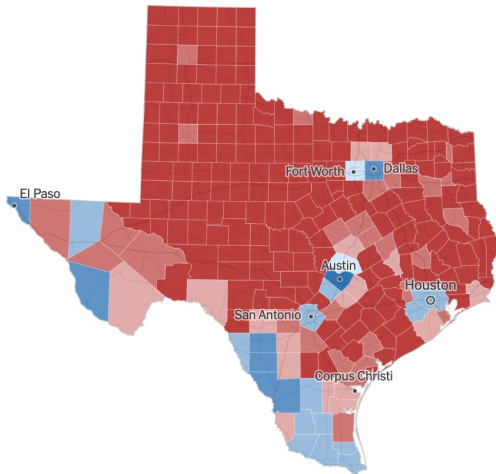 Fort Worth
Dallas
El Paso
Austin
Houston
San Antonio
Corpus Christi